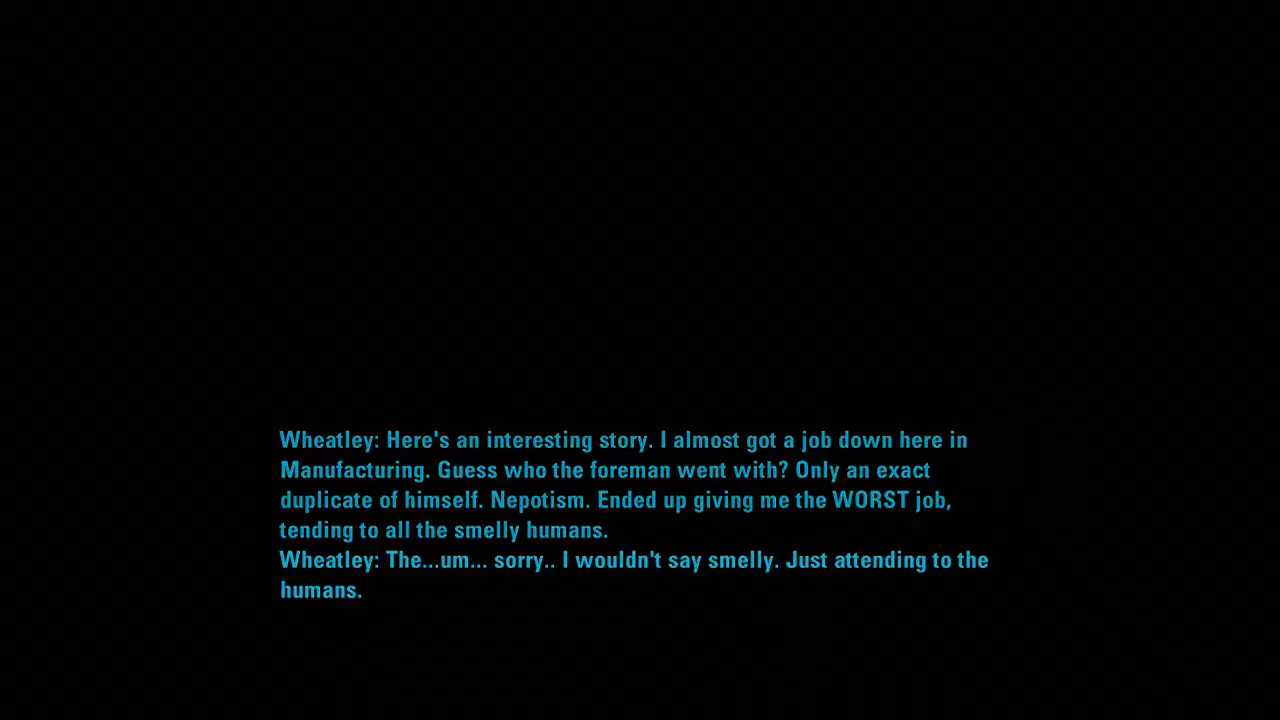 Wheatley: Here's an interesting story. I almost got a job down here in
Manufacturing. Guess who the foreman went with? Only an exact
duplicate of himself. Nepotism. Ended up giving me the WORST job,
tending to all the smelly humans.
Wheatley: The...um... sorry.. I wouldn't say smelly. Just attending to the
humans.